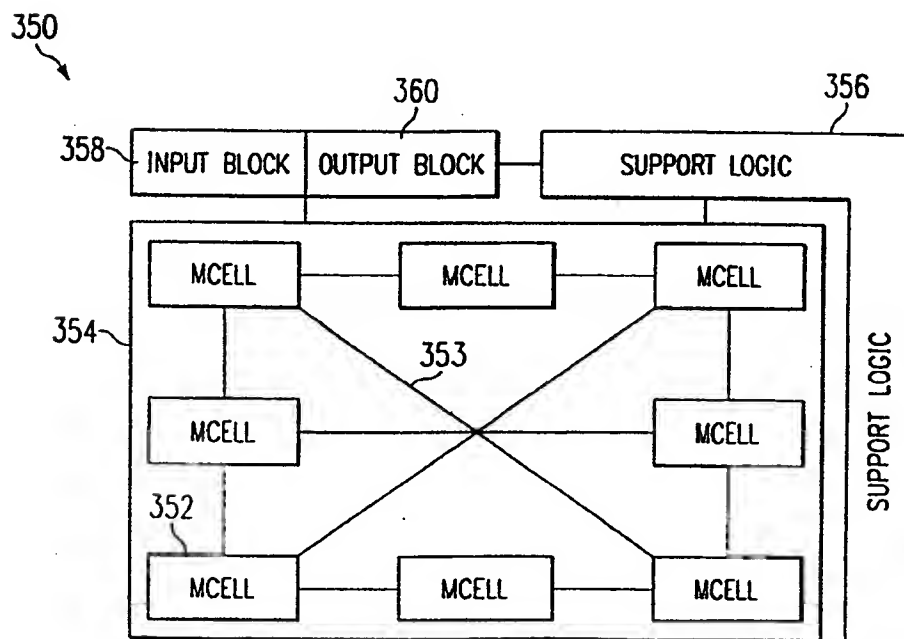 350
360
356
358
INPUT BLOCK
OUTPUT BLOCK
SUPPORT LOGIC
MCELL
MCELL
MCELL
354
353
MCELL
MCELL
SUPPORT LOGIC
352
MCELL
MCELL
MCELL